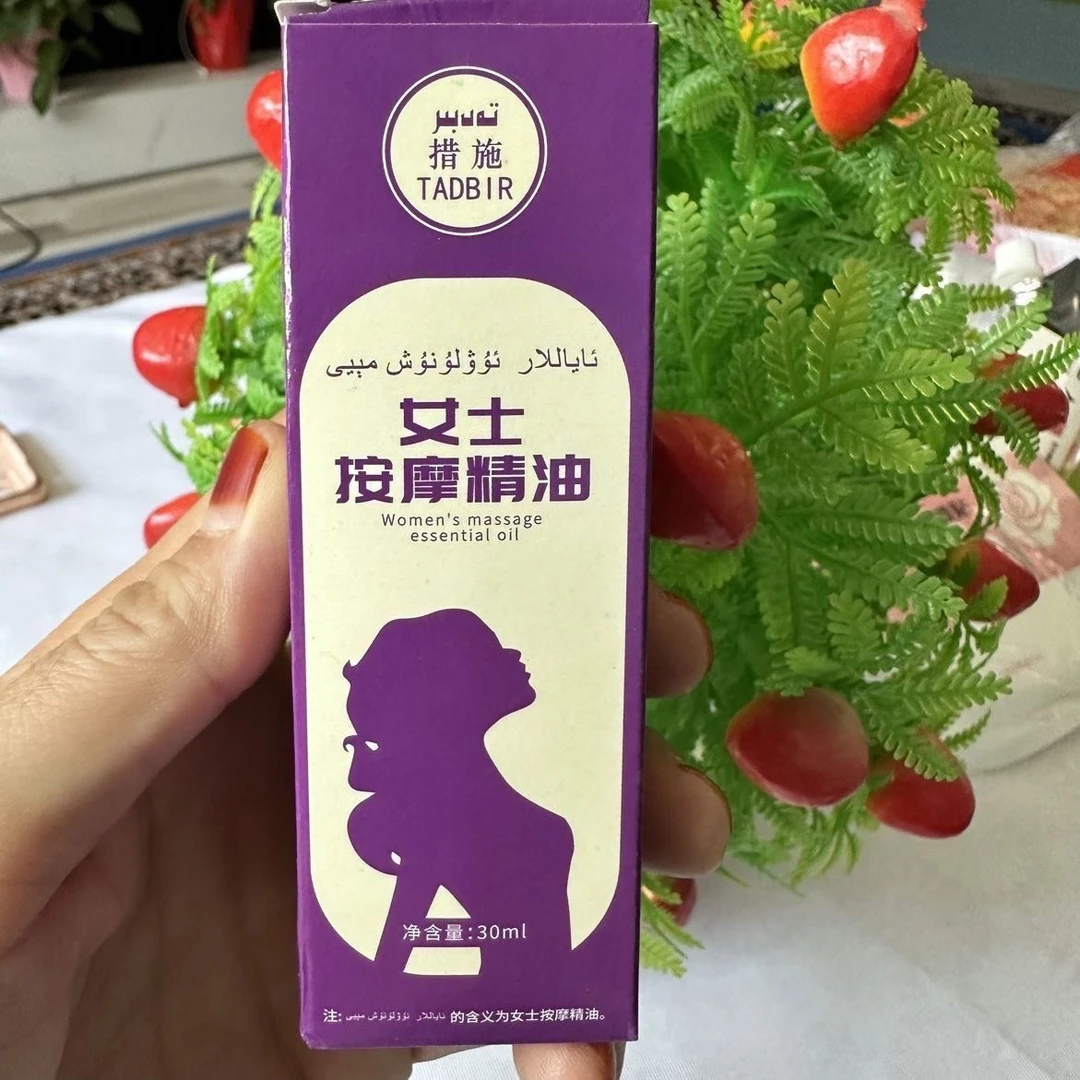 تەدبىر
措施
TADBIR
ئاياللار ئۇۋۇلۇنۇش مېيى
女士
按摩精油
Women's massage
essential oil
净含量:30ml
注: ئاياللار ئۇۋۇلۇنۇش مېيى 的含义为女士按摩精油。